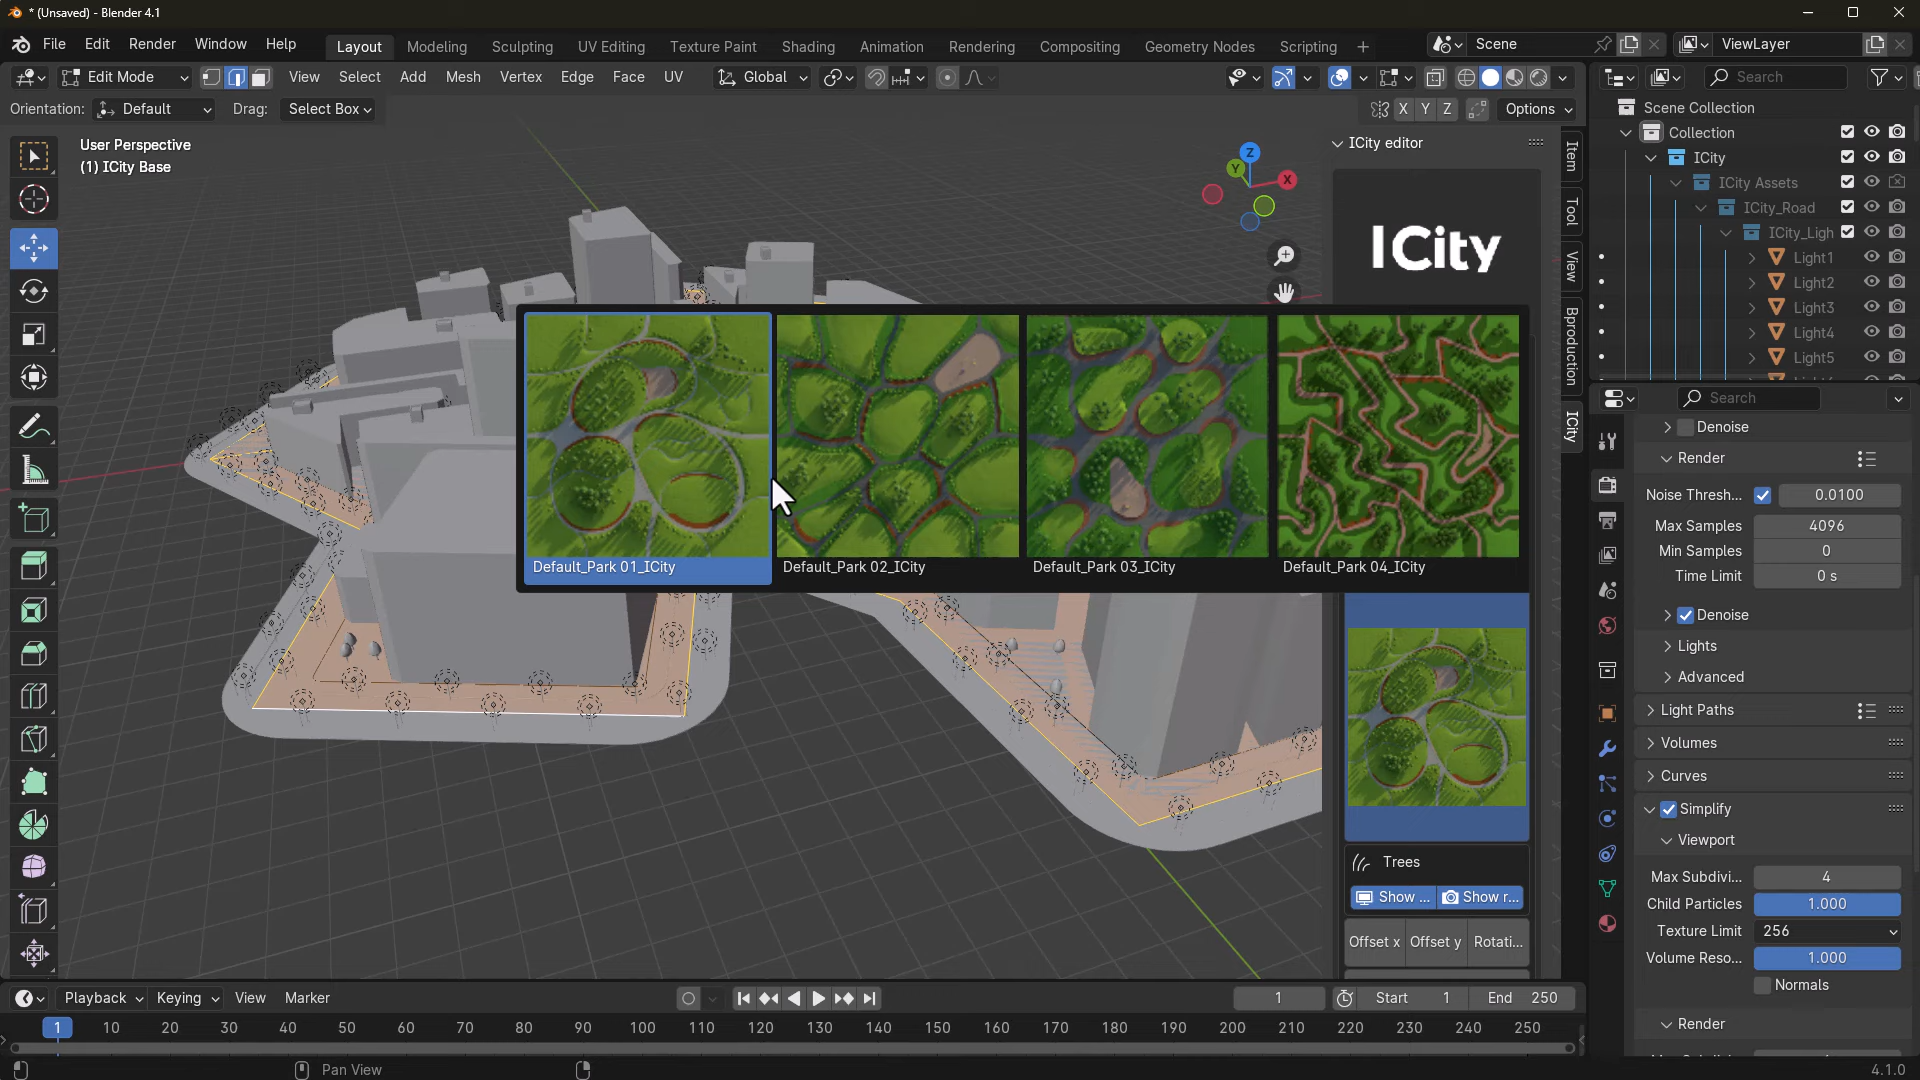 * (Unsaved) - Blender 4.1
File Edit Render Window Help Layout Modeling Sculpting UV Editing Texture Paint Shading Animation Rendering Compositing Geometry Nodes Scripting + Scene ViewLayer
Edit Mode View Select Add Mesh Vertex Edge Face UV Global Search
Orientation: Default Drag: Select Box X Y Z Options
Scene Collection
Collection
ICity
ICity Assets
ICity_Road
ICity_Ligh
Light1
Light2
Light3
Light4
Light5
User Perspective
(1) ICity Base
Z
Y
X
ICity editor
ICity
Item
Tool
View
Bproduction
ICity
Default_Park 01_ICity
Default_Park 02_ICity
Default_Park 03_ICity
Default_Park 04_ICity
Trees
Show ... Show r...
Offset x Offset y Rotati...
Search
Denoise
Render
Noise Thresh... 0.0100
Max Samples 4096
Min Samples 0
Time Limit 0 s
Denoise
Lights
Advanced
Light Paths
Volumes
Curves
Simplify
Viewport
Max Subdivi... 4
Child Particles 1.000
Texture Limit 256
Volume Reso... 1.000
Normals
Render
Playback Keying View Marker 1 Start 1 End 250
1 10 20 30 40 50 60 70 80 90 100 110 120 130 140 150 160 170 180 190 200 210 220 230 240 250
Pan View
4.1.0